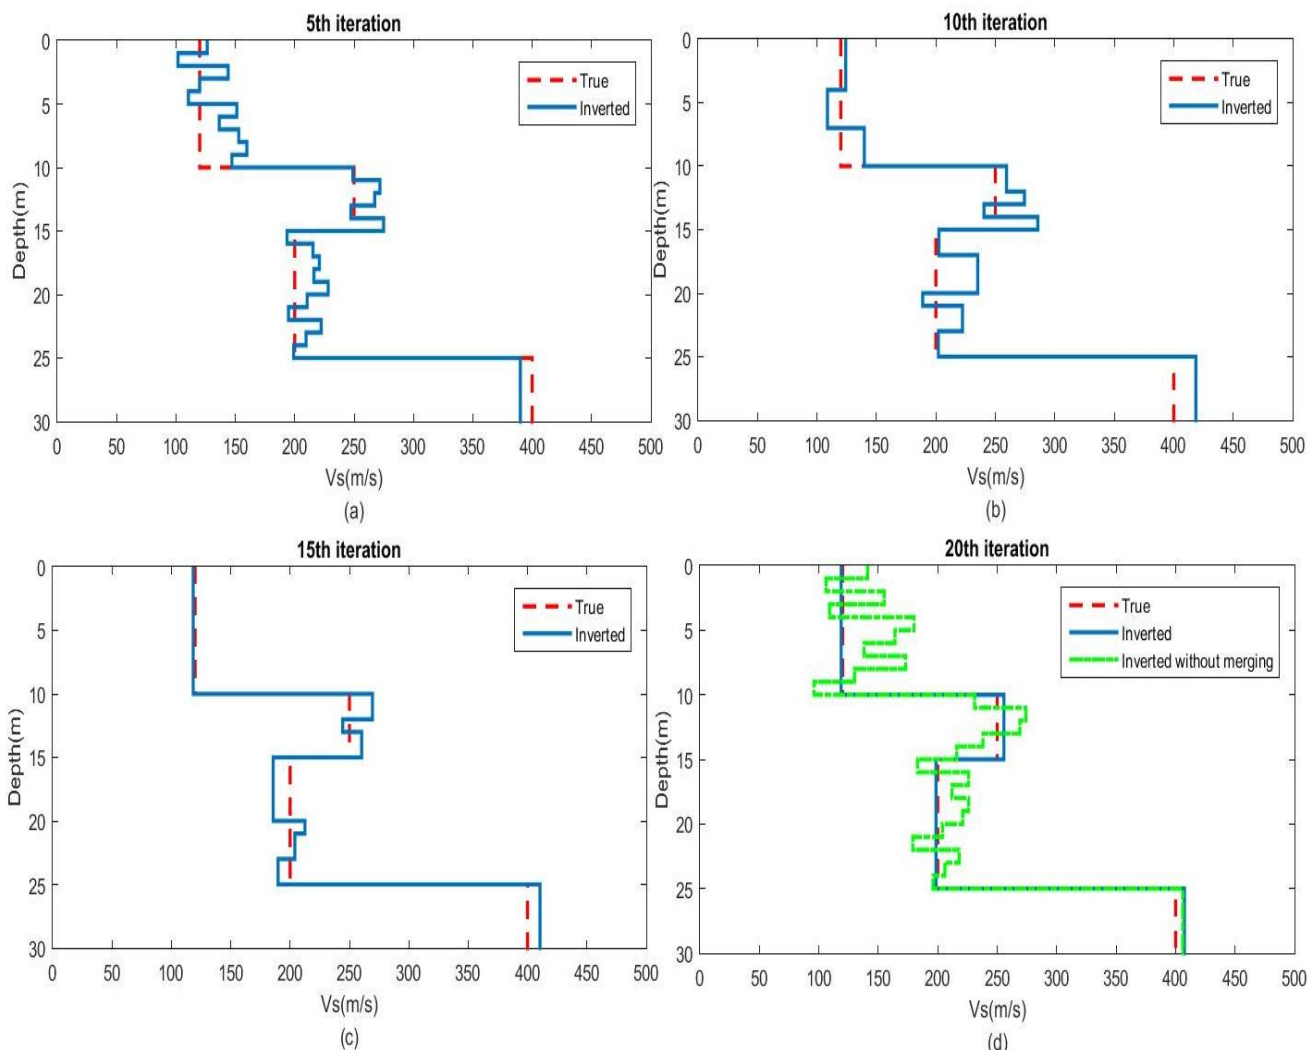 5th iteration
0
5
10
15
20
25
30
Depth(m)
True
Inverted
0 50 100 150 200 250 300 350 400 450 500
Vs(m/s)
(a)
10th iteration
0
5
10
15
20
25
30
Depth(m)
True
Inverted
0 50 100 150 200 250 300 350 400 450 500
Vs(m/s)
(b)
15th iteration
0
5
10
15
20
25
30
Depth(m)
True
Inverted
0 50 100 150 200 250 300 350 400 450 500
Vs(m/s)
(c)
20th iteration
0
5
10
15
20
25
30
Depth(m)
True
Inverted
Inverted without merging
0 50 100 150 200 250 300 350 400 450 500
Vs(m/s)
(d)